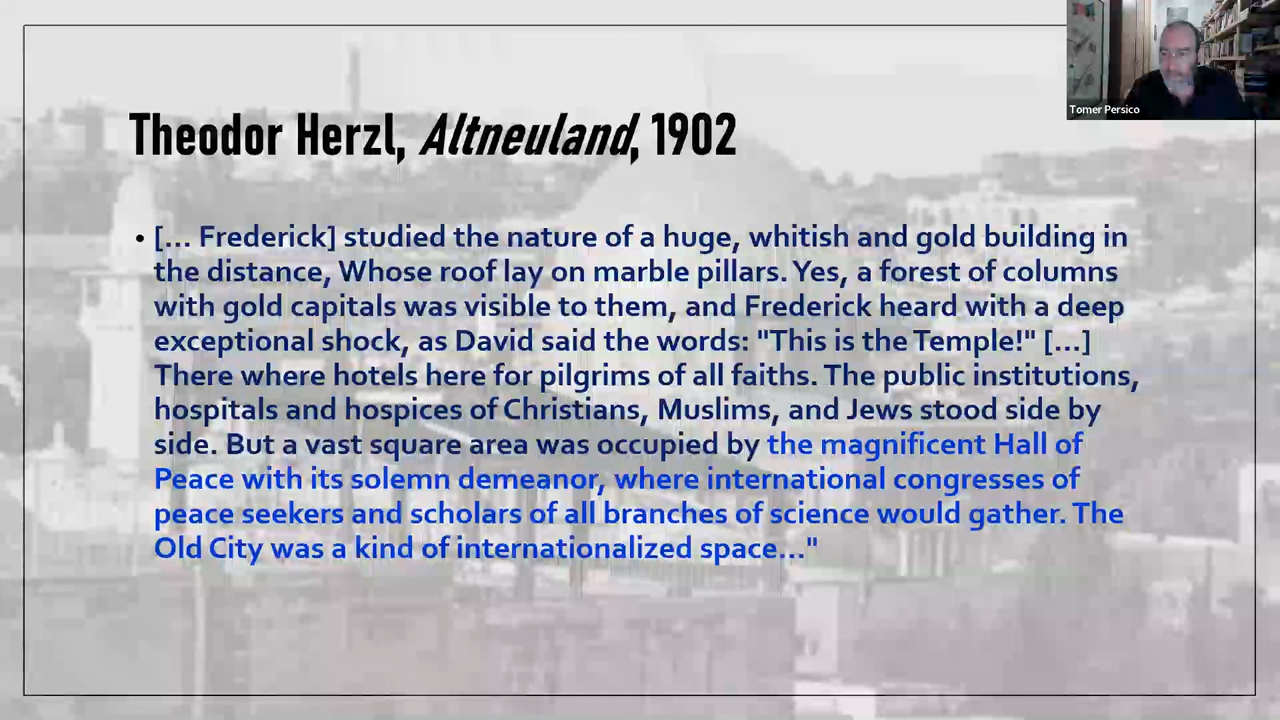 Tomer Persico
Theodor Herzl, Altneuland, 1902
• [... Frederick] studied the nature of a huge, whitish and gold building in
the distance, Whose roof lay on marble pillars. Yes, a forest of columns
with gold capitals was visible to them, and Frederick heard with a deep
exceptional shock, as David said the words: "This is the Temple!" [...]
There where hotels here for pilgrims of all faiths. The public institutions,
hospitals and hospices of Christians, Muslims, and Jews stood side by
side. But a vast square area was occupied by the magnificent Hall of
Peace with its solemn demeanor, where international congresses of
peace seekers and scholars of all branches of science would gather. The
Old City was a kind of internationalized space..."